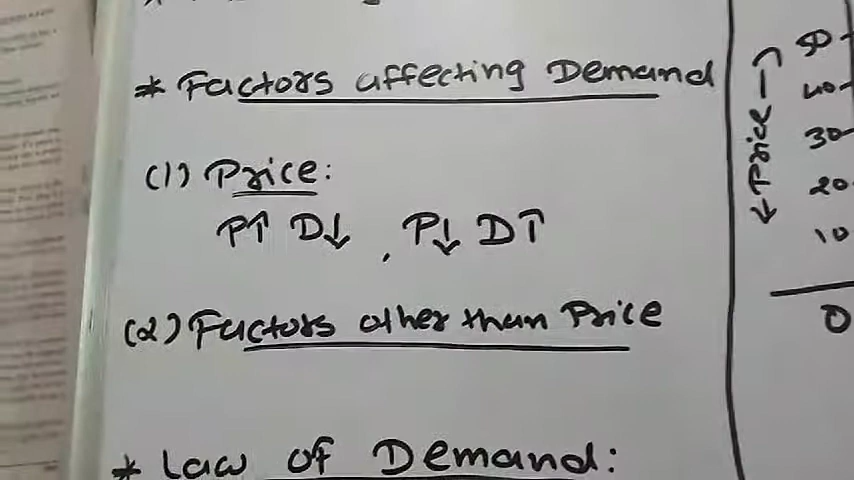 * Factors affecting Demand
(1) Price:
P↑ D↓ , P↓ D↑
(2) Factors other than Price
* Law of Demand:
← Price →
50
40
30
20
10
0